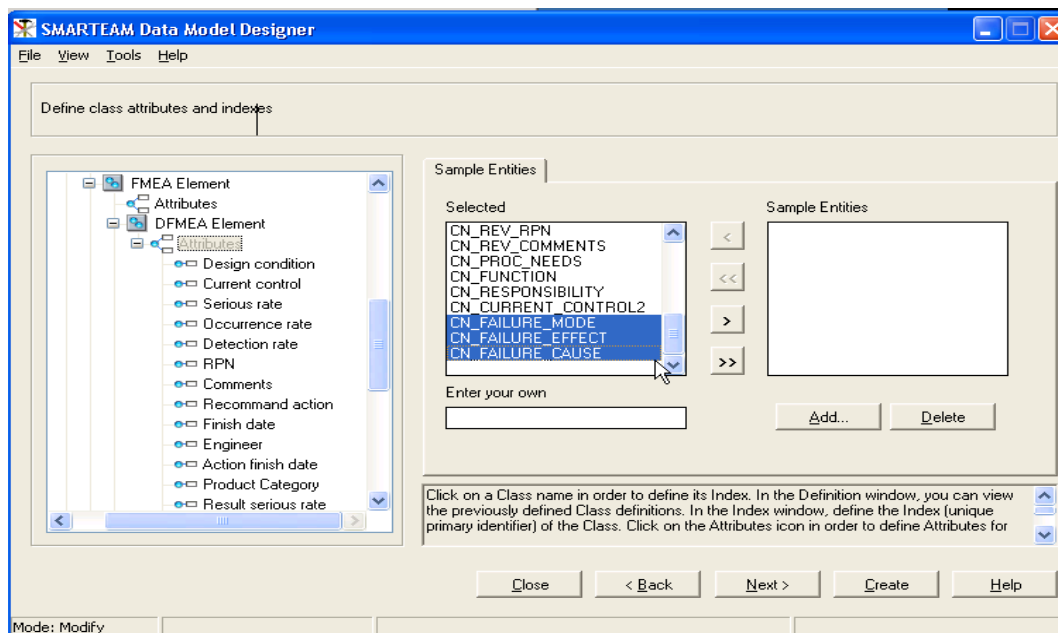 SMARTEAM Data Model Designer
File View Tools Help
Define class attributes and indexes
FMEA Element
Attributes
DFMEA Element
Attributes
Design condition
Current control
Serious rate
Occurrence rate
Detection rate
RPN
Comments
Recommand action
Finish date
Engineer
Action finish date
Product Category
Result serious rate
Sample Entities
Selected
CN_REV_RPN
CN_REV_COMMENTS
CN_PROC_NEEDS
CN_FUNCTION
CN_RESPONSIBILITY
CN_CURRENT_CONTROL2
CN_FAILURE_MODE
CN_FAILURE_EFFECT
CN_FAILURE_CAUSE
Enter your own
<
<<
>
>>
Sample Entities
Add... Delete
Click on a Class name in order to define its Index. In the Definition window, you can view
the previously defined Class definitions. In the Index window, define the Index (unique
primary identifier) of the Class. Click on the Attributes icon in order to define Attributes for
Close < Back Next > Create Help
Mode: Modify